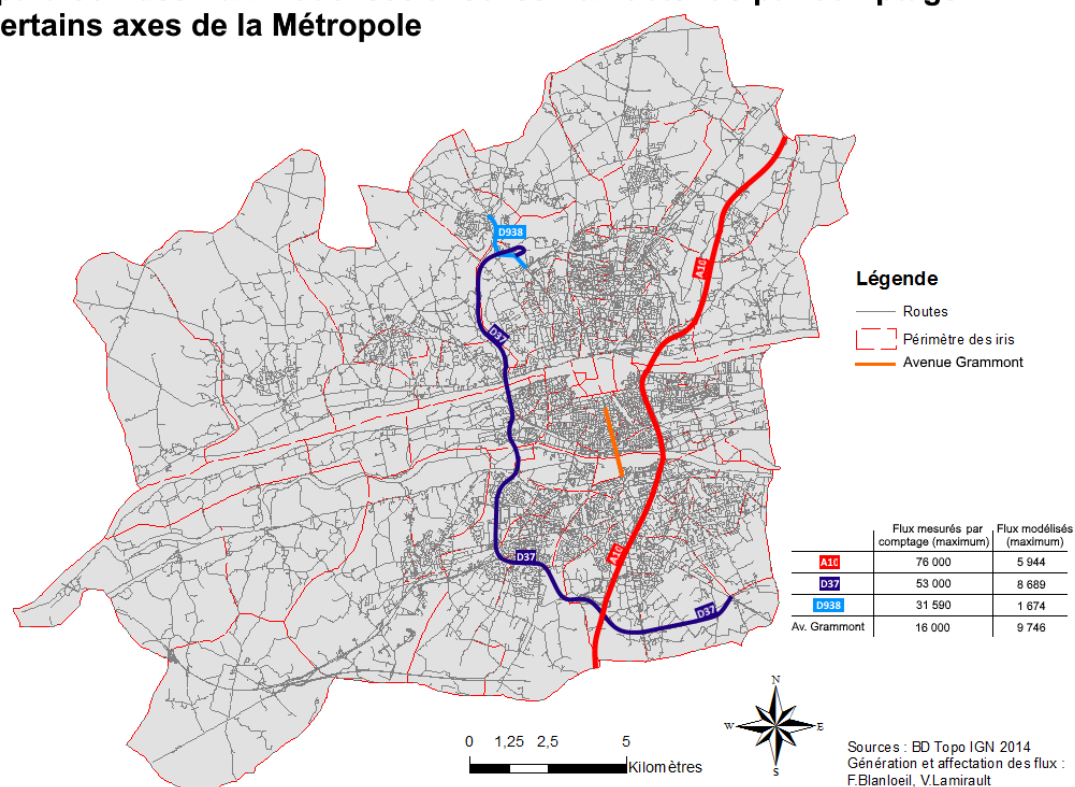 ertains axes de la Métropole
D938
A10
D37
Légende
Routes
Périmètre des iris
Avenue Grammont
D37
A10
D37
Flux mesurés par Flux modélisés
comptage (maximum) (maximum)
A10 76 000 5 944
D37 53 000 8 689
D938 31 590 1 674
Av. Grammont 16 000 9 746
N
W E
S
0 1,25 2,5 5
Kilomètres
Sources : BD Topo IGN 2014
Génération et affectation des flux :
F.Blanloeil, V.Lamirault